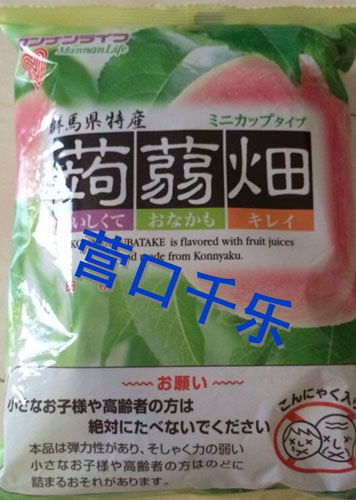 マンナンライフ
MannanLife
群馬県特産
ミニカップタイプ
蒟蒻畑
おいしくて おなかも キレイ
BATAKE is flavored with fruit juices
made from Konnyaku.
营口千乐
お願い
小さなお子様や高齢者の方は
絶対にたべないでください
こんにゃく入り
本品は弾力性があり、そしゃく力の弱い
小さなお子様や高齢者の方はのどに
詰まるおそれがあります。